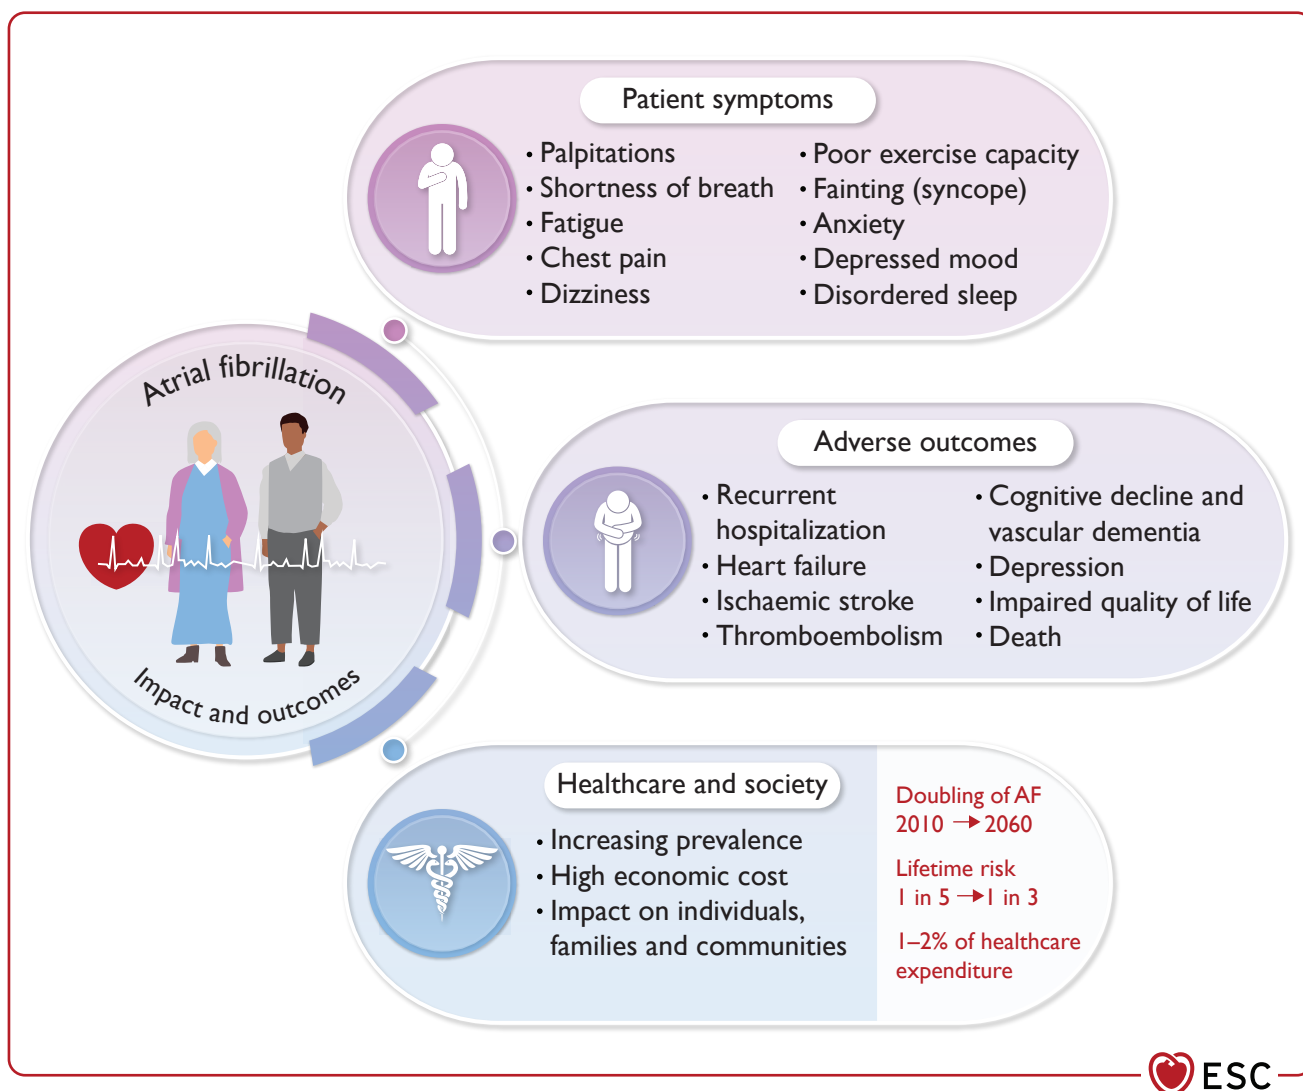 Patient symptoms
• Palpitations
• Shortness of breath
• Fatigue
• Chest pain
• Dizziness
• Poor exercise capacity
• Fainting (syncope)
• Anxiety
• Depressed mood
• Disordered sleep
Atrial fibrillation
Impact and outcomes
Adverse outcomes
• Recurrent
hospitalization
• Heart failure
• Ischaemic stroke
• Thromboembolism
• Cognitive decline and
vascular dementia
• Depression
• Impaired quality of life
• Death
Healthcare and society
• Increasing prevalence
• High economic cost
• Impact on individuals,
families and communities
Doubling of AF
2010 → 2060
Lifetime risk
1 in 5 → 1 in 3
1–2% of healthcare
expenditure
ESC